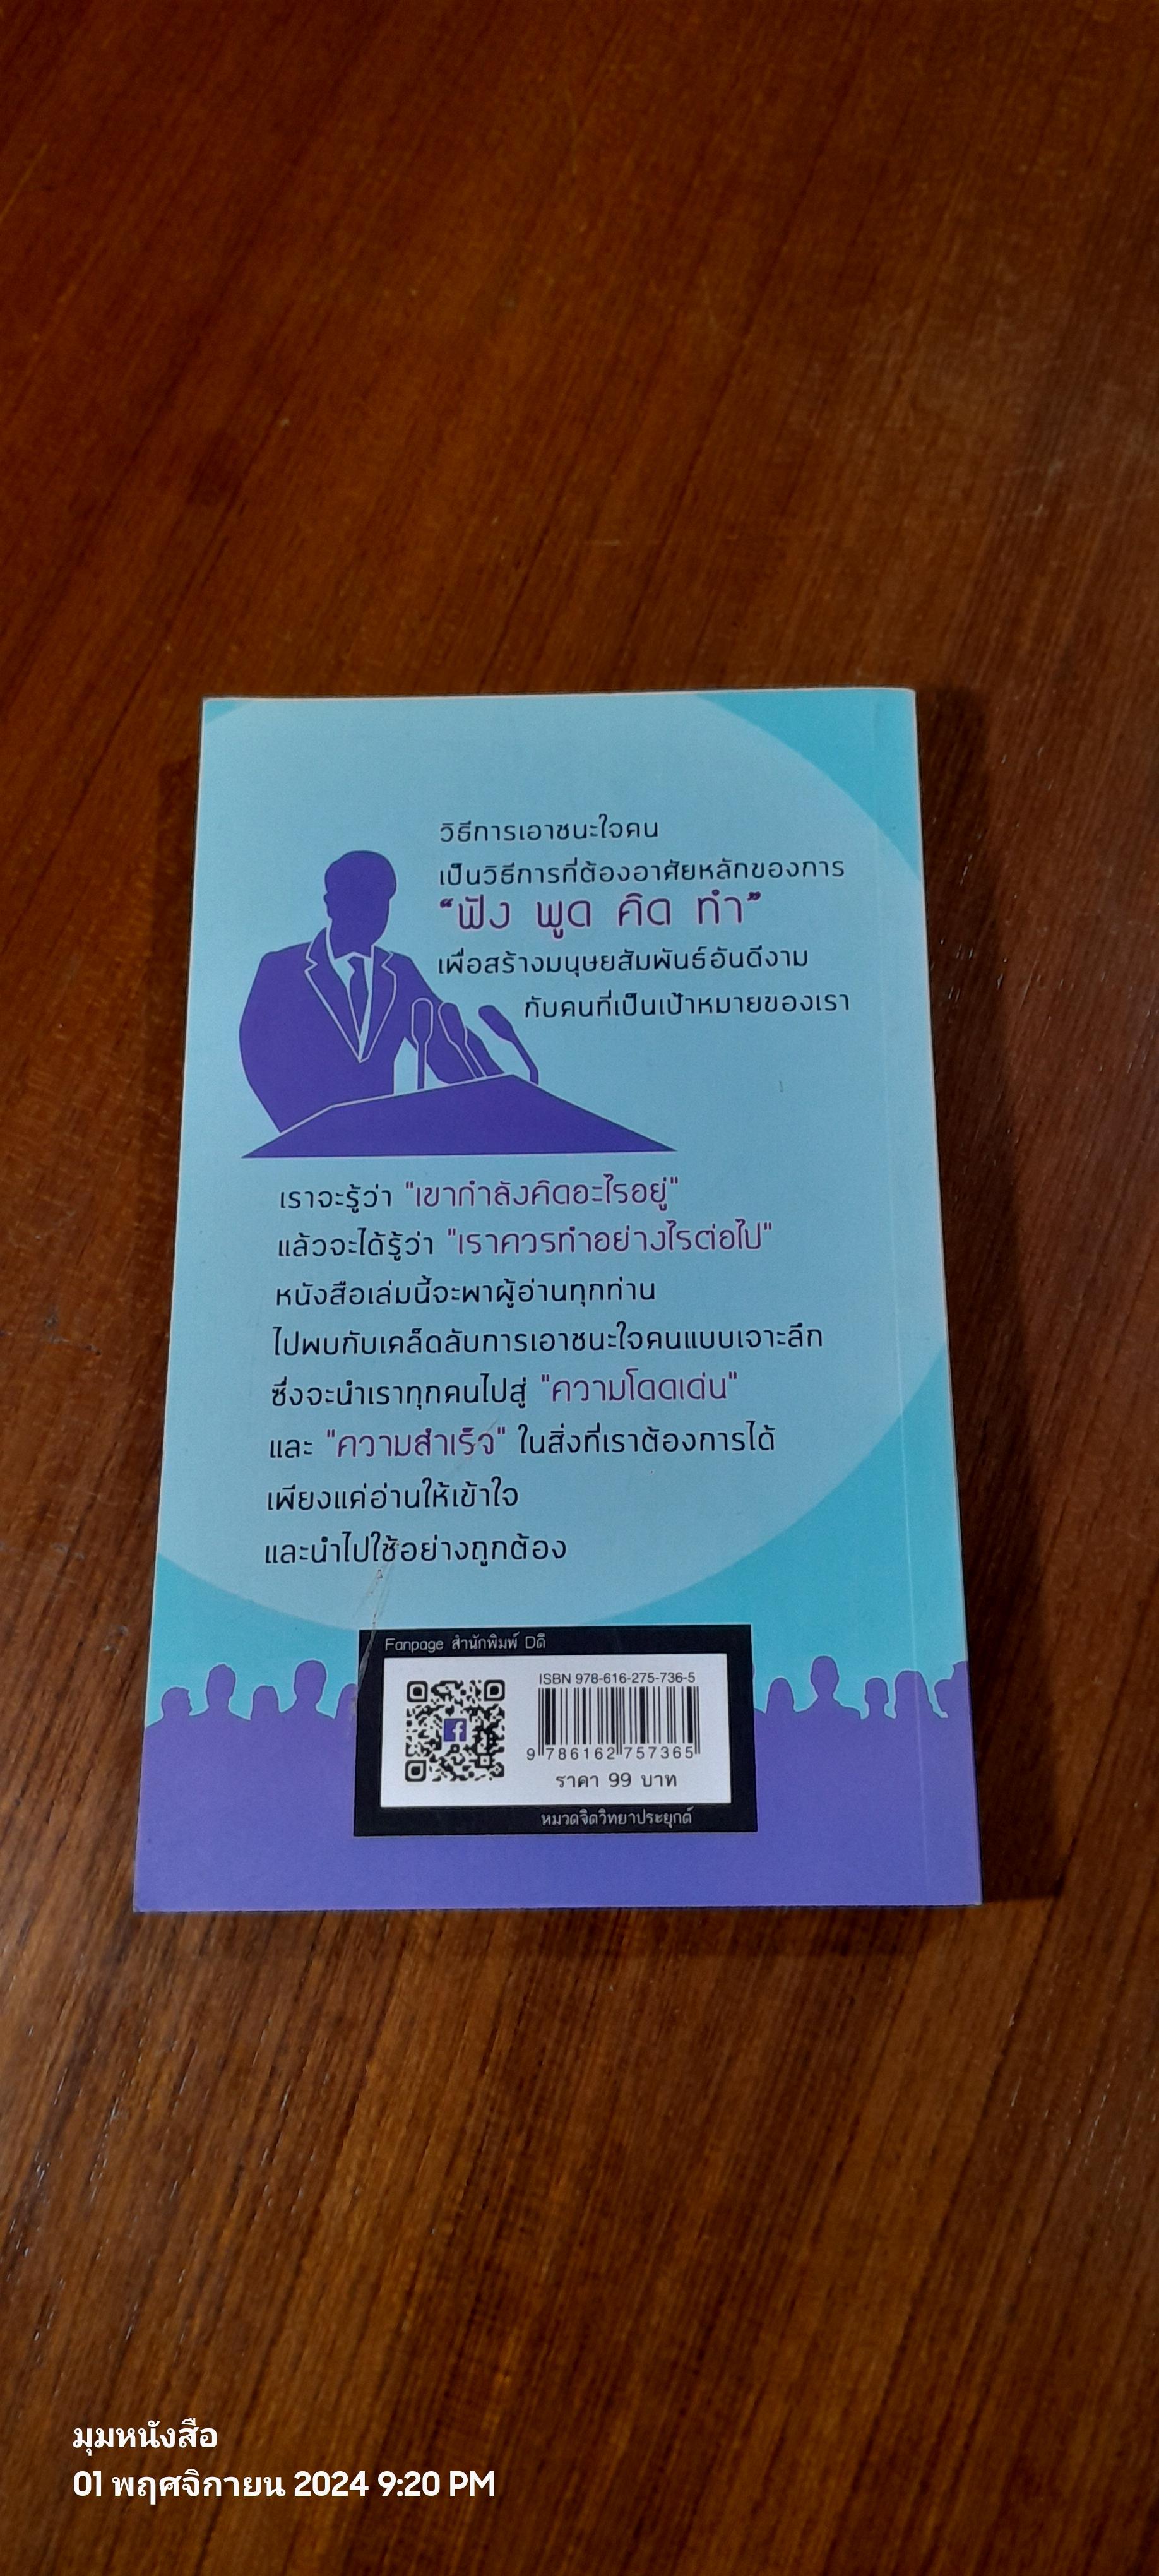 วิธีการเอาชนะใจคน
เป็นวิธีการที่ต้องอาศัยหลักของการ
“ฟัง พูด คิด ทำ”
เพื่อสร้างมนุษยสัมพันธ์อันดีงาม
กับคนที่เป็นเป้าหมายของเรา
เราจะรู้ว่า "เขากำลังคิดอะไรอยู่"
แล้วจะได้รู้ว่า "เราควรทำอย่างไรต่อไป"
หนังสือเล่มนี้จะพาผู้อ่านทุกท่าน
ไปพบกับเคล็ดลับการเอาชนะใจคนแบบเจาะลึก
ซึ่งจะนำเราทุกคนไปสู่ "ความโดดเด่น"
และ "ความสำเร็จ" ในสิ่งที่เราต้องการได้
เพียงแค่อ่านให้เข้าใจ
และนำไปใช้อย่างถูกต้อง
Fanpage สำนักพิมพ์ Dดี
ISBN 978-616-275-736-5
9 786162 757365
ราคา 99 บาท
หมวดจิตวิทยาประยุกต์
มุมหนังสือ
01 พฤศจิกายน 2024 9:20 PM